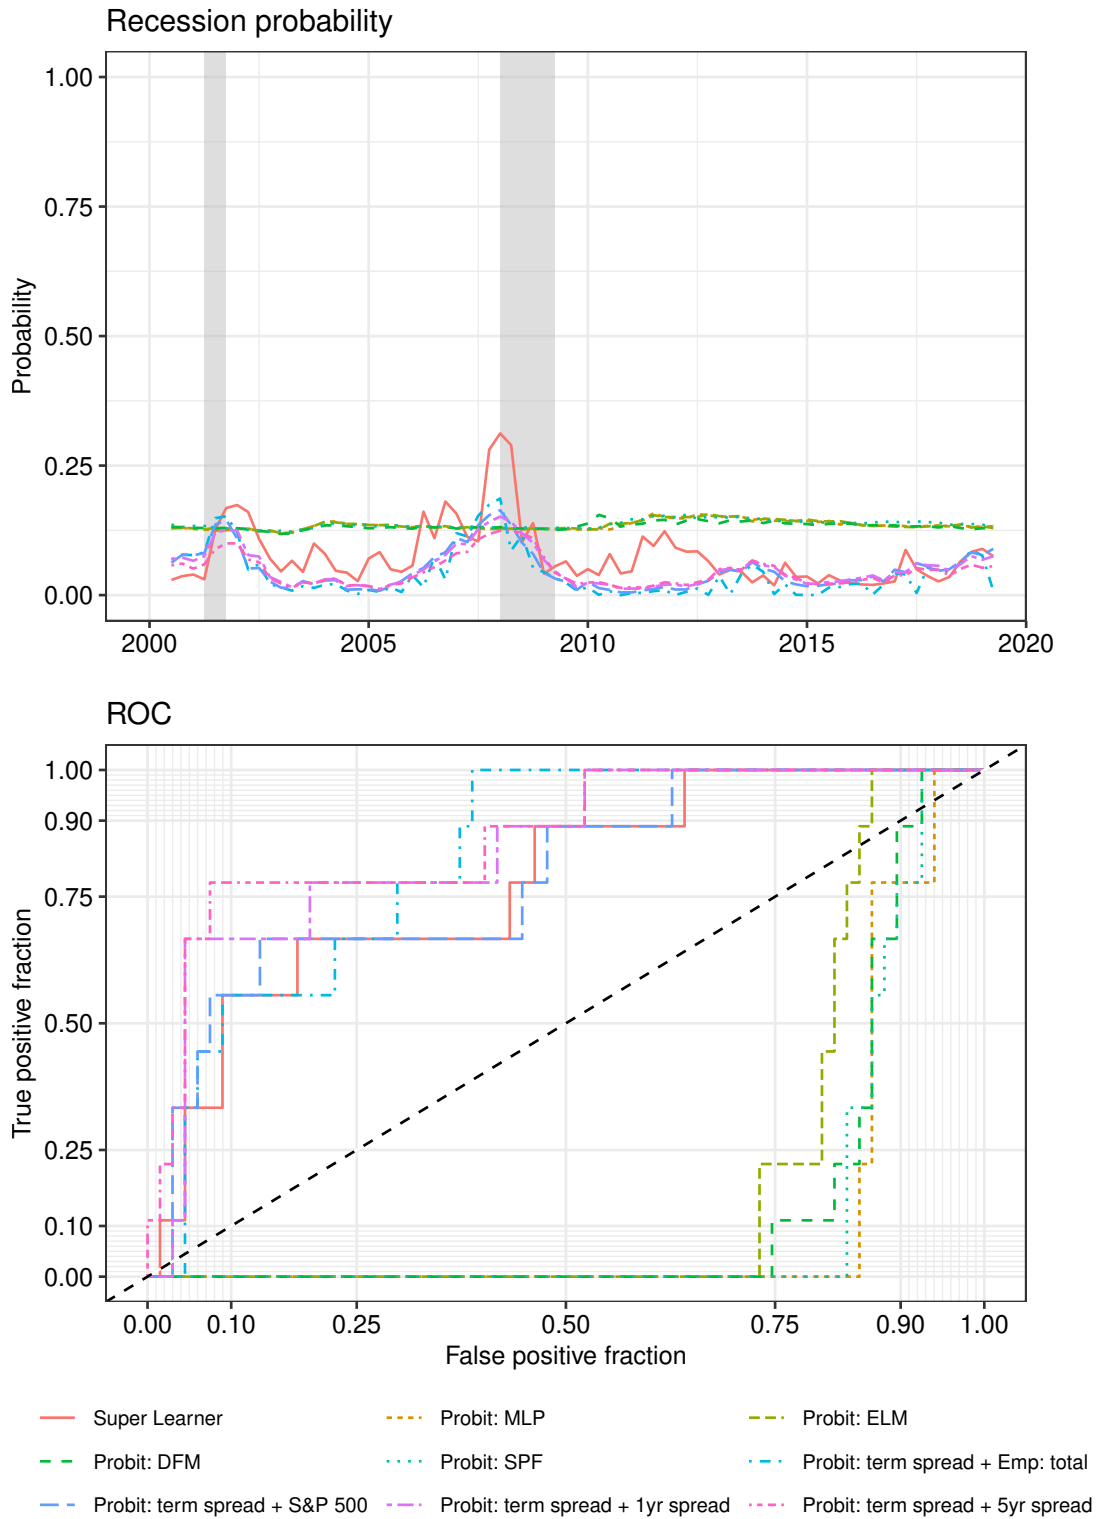 Recession probability
1.00
0.75
0.50
0.25
0.00
Probability
2000 2005 2010 2015 2020
ROC
1.00
0.90
0.75
0.50
0.25
0.10
0.00
True positive fraction
0.00 0.10 0.25 0.50 0.75 0.90 1.00
False positive fraction
Super Learner Probit: MLP Probit: ELM
Probit: DFM Probit: SPF Probit: term spread + Emp: total
Probit: term spread + S&P 500 Probit: term spread + 1yr spread Probit: term spread + 5yr spread